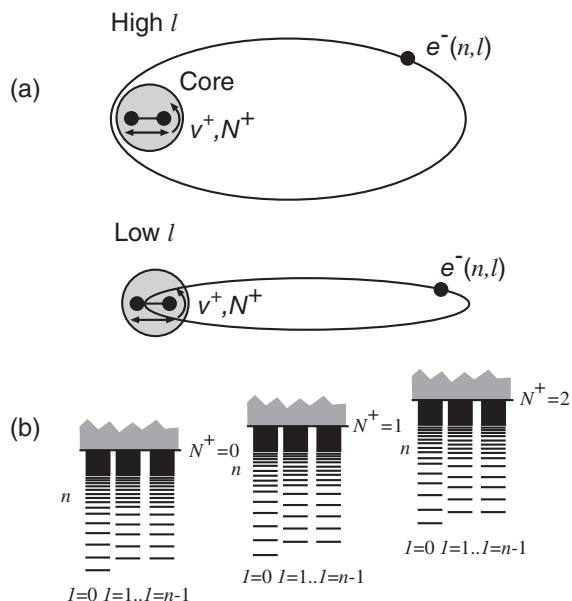 High l
e⁻(n,l)
(a)
Core
v⁺,N⁺
Low l
e⁻(n,l)
v⁺,N⁺
(b)
N⁺=0
n
l=0 l=1..l=n-1
N⁺=1
n
l=0 l=1..l=n-1
N⁺=2
n
l=0 l=1..l=n-1